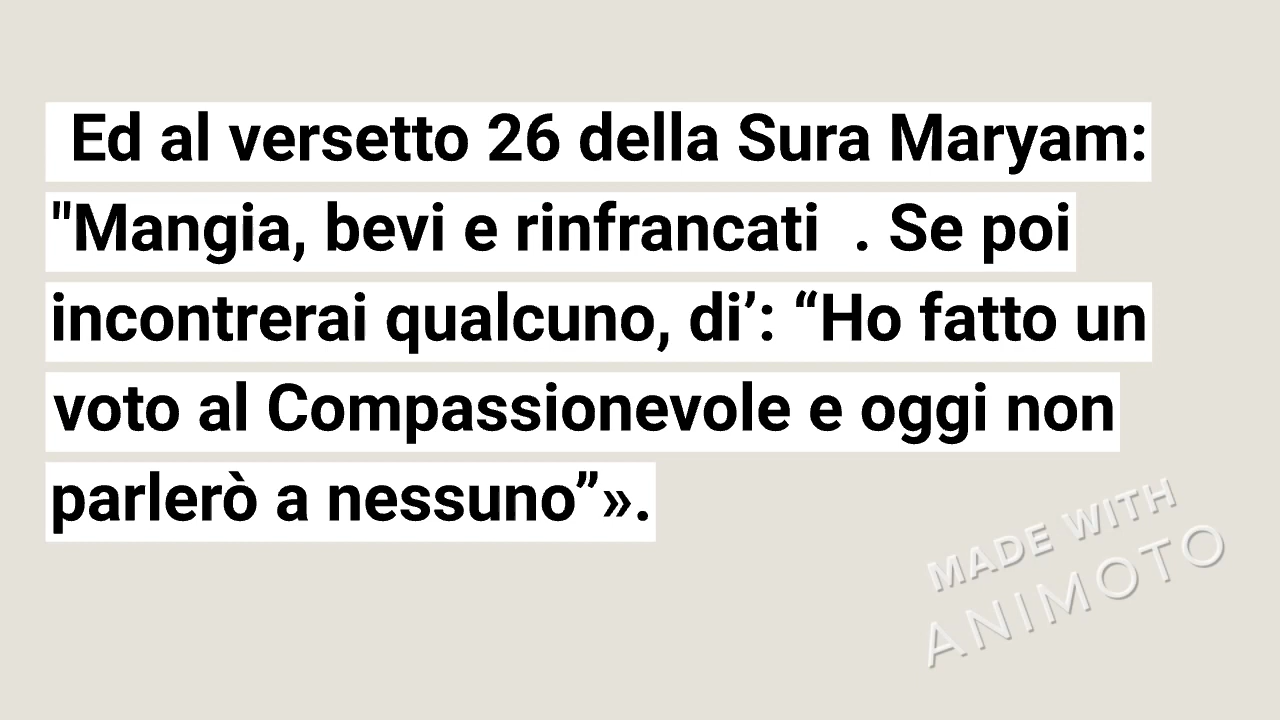 Ed al versetto 26 della Sura Maryam:
"Mangia, bevi e rinfrancati  . Se poi
incontrerai qualcuno, di’: “Ho fatto un
voto al Compassionevole e oggi non
parlerò a nessuno”».
MADE WITH
ANIMOTO